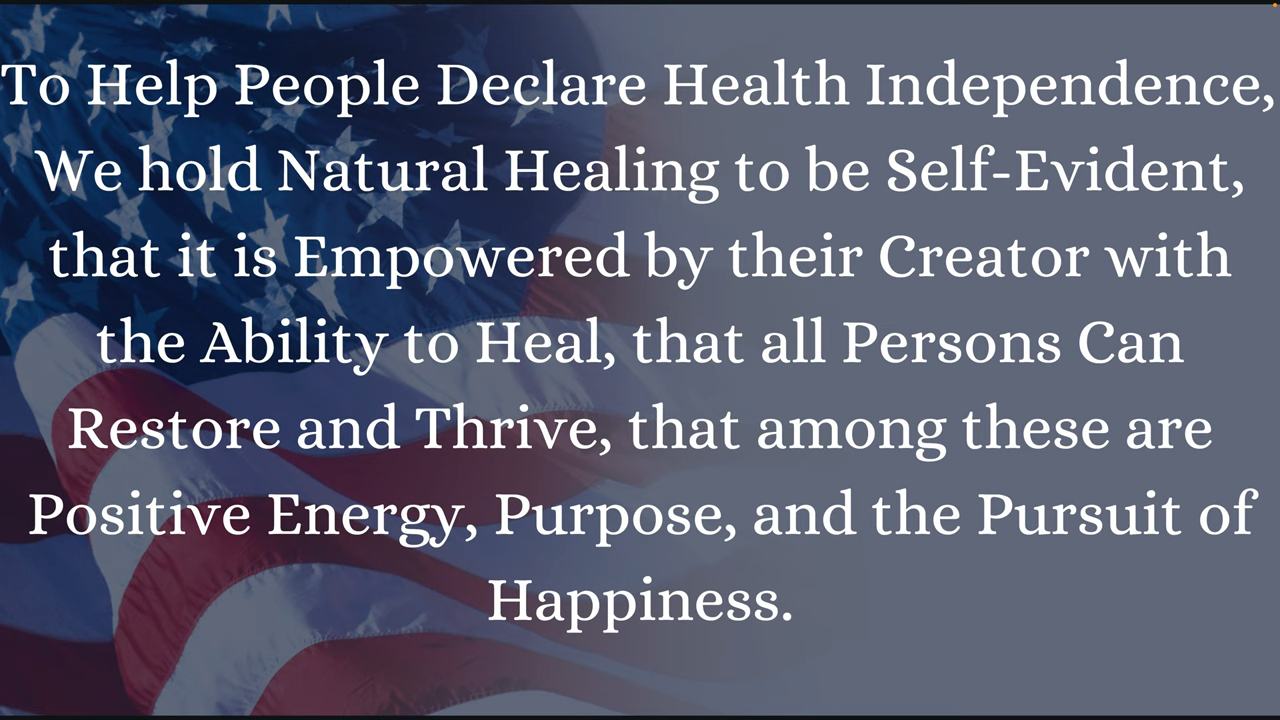 To Help People Declare Health Independence,
We hold Natural Healing to be Self-Evident,
that it is Empowered by their Creator with
the Ability to Heal, that all Persons Can
Restore and Thrive, that among these are
Positive Energy, Purpose, and the Pursuit of
Happiness.